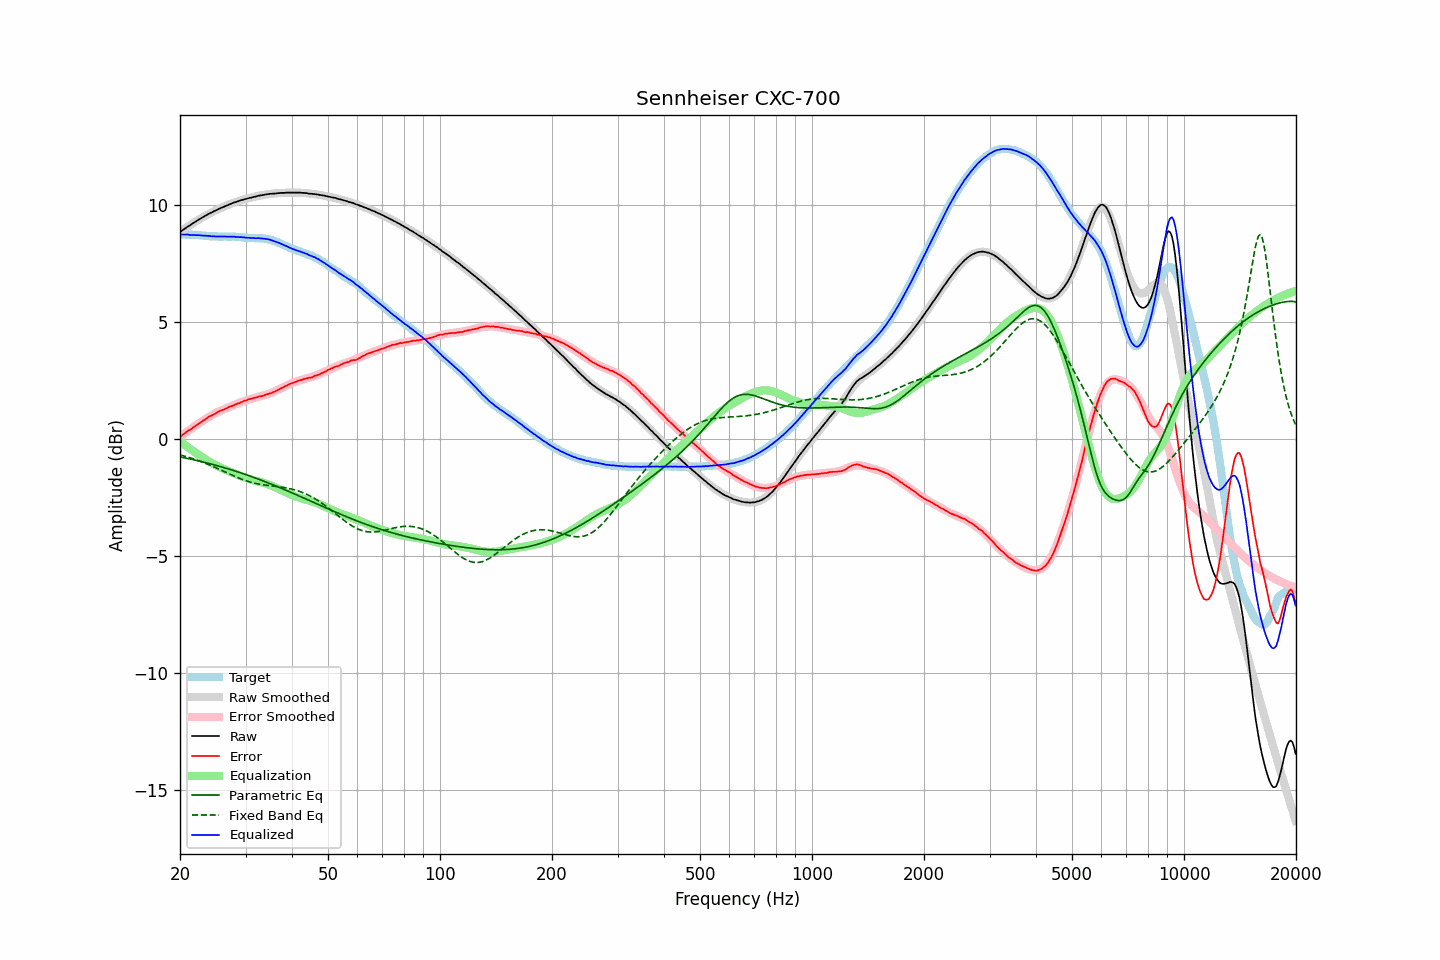 Sennheiser CXC-700
Amplitude (dBr)
10
5
0
−5
−10
−15
Target
Raw Smoothed
Error Smoothed
Raw
Error
Equalization
Parametric Eq
Fixed Band Eq
Equalized
20 50 100 200 500 1000 2000 5000 10000 20000
Frequency (Hz)